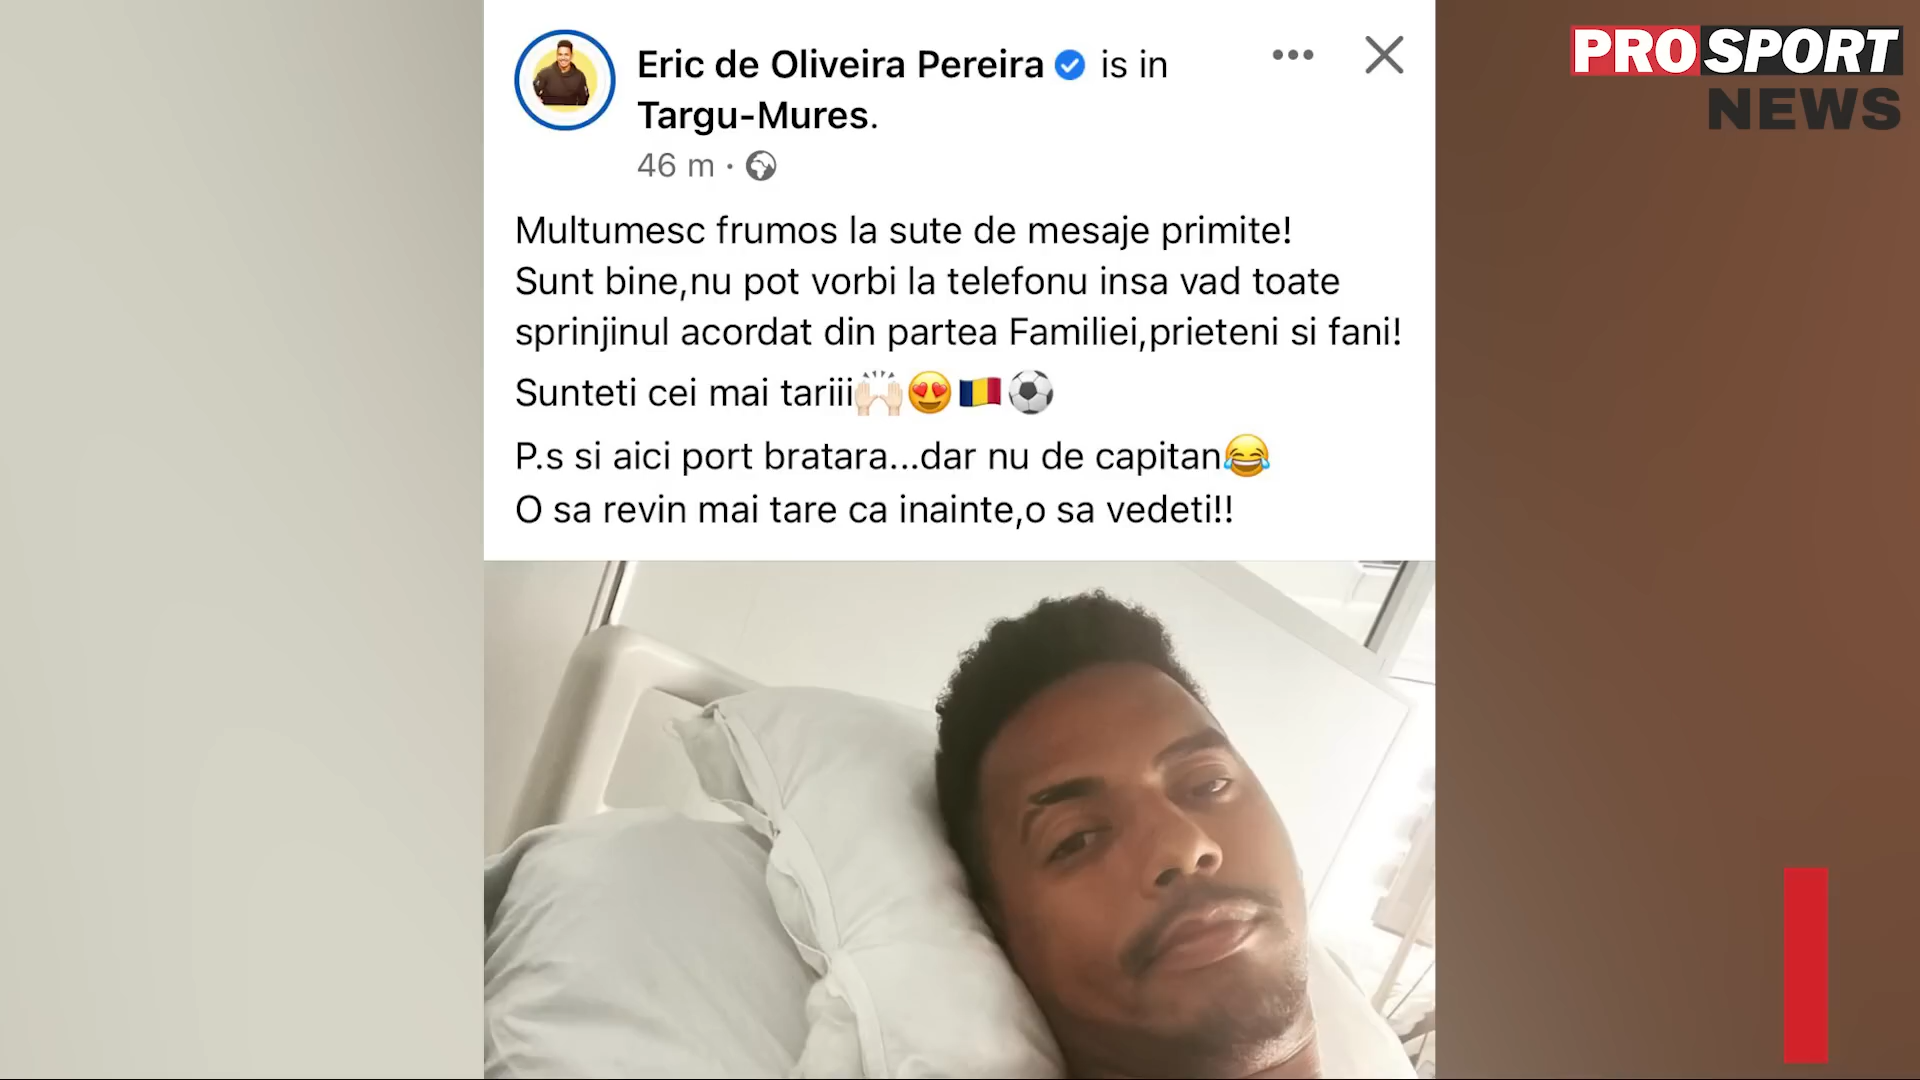 Eric de Oliveira Pereira is in
Targu-Mures.
46 m ·
Multumesc frumos la sute de mesaje primite!
Sunt bine,nu pot vorbi la telefonu insa vad toate
sprinjinul acordat din partea Familiei,prieteni si fani!
Sunteti cei mai tariii🙌🏻😍🇷🇴⚽
P.s si aici port bratara...dar nu de capitan😂
O sa revin mai tare ca inainte,o sa vedeti!!
PROSPORT
NEWS